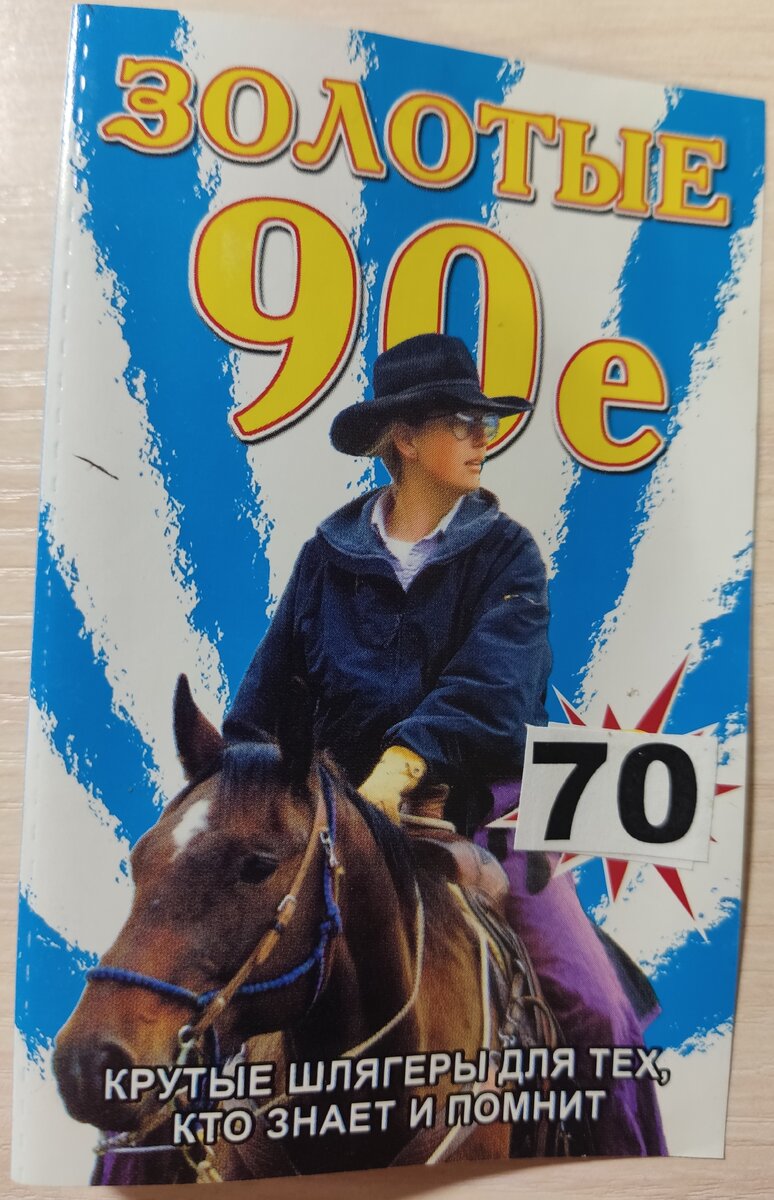 ЗОЛОТЫЕ
90е
70
КРУТЫЕ ШЛЯГЕРЫ ДЛЯ ТЕХ,
КТО ЗНАЕТ И ПОМНИТ